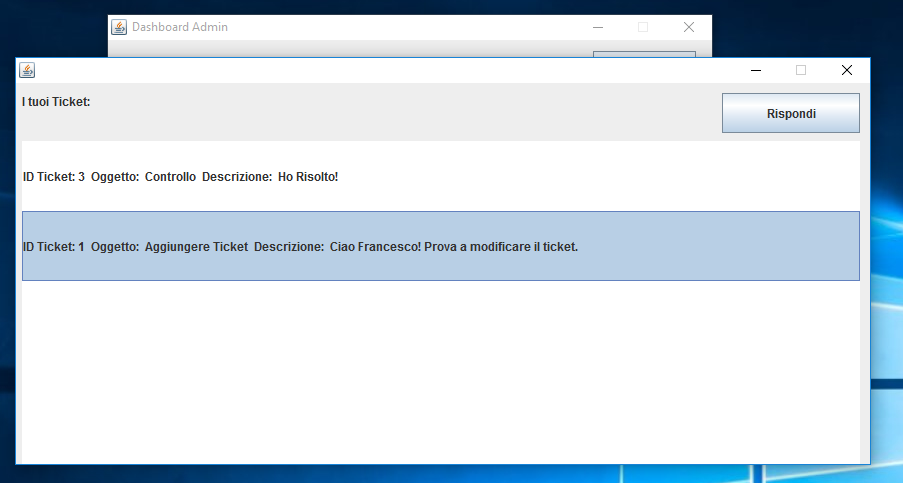 Dashboard Admin
I tuoi Ticket:
Rispondi
ID Ticket: 3 Oggetto: Controllo Descrizione: Ho Risolto!
ID Ticket: 1 Oggetto: Aggiungere Ticket Descrizione: Ciao Francesco! Prova a modificare il ticket.